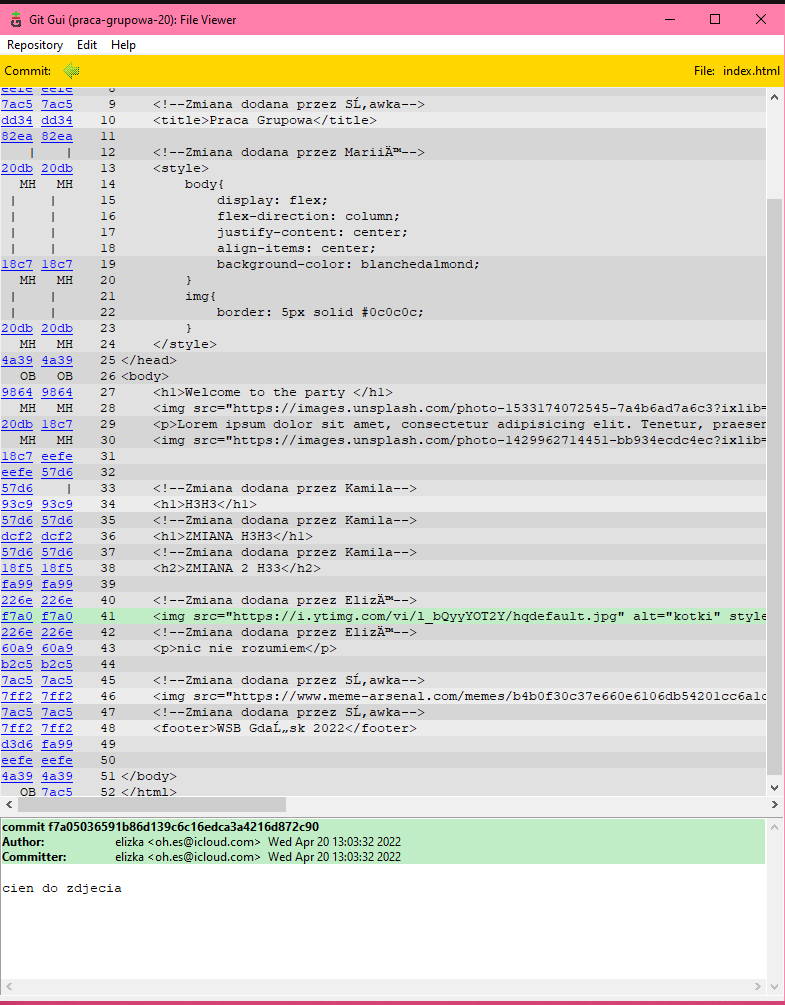 Git Gui (praca-grupowa-20): File Viewer
Repository Edit Help
Commit: File: index.html
eefe eefe 8
7ac5 7ac5 9 <!--Zmiana dodana przez SĹ‚awka-->
dd34 dd34 10 <title>Praca Grupowa</title>
82ea 82ea 11
| | 12 <!--Zmiana dodana przez MariiÄ™-->
20db 20db 13 <style>
MH MH 14 body{
| | 15 display: flex;
| | 16 flex-direction: column;
| | 17 justify-content: center;
| | 18 align-items: center;
18c7 18c7 19 background-color: blanchedalmond;
MH MH 20 }
| | 21 img{
| | 22 border: 5px solid #0c0c0c;
20db 20db 23 }
MH MH 24 </style>
4a39 4a39 25 </head>
OB OB 26 <body>
9864 9864 27 <h1>Welcome to the party </h1>
MH MH 28 <img src="https://images.unsplash.com/photo-1533174072545-7a4b6ad7a6c3?ixlib=
20db 18c7 29 <p>Lorem ipsum dolor sit amet, consectetur adipisicing elit. Tenetur, praesen
MH MH 30 <img src="https://images.unsplash.com/photo-1429962714451-bb934ecdc4ec?ixlib=
18c7 eefe 31
eefe 57d6 32
57d6 | 33 <!--Zmiana dodana przez Kamila-->
93c9 93c9 34 <h1>H3H3</h1>
57d6 57d6 35 <!--Zmiana dodana przez Kamila-->
dcf2 dcf2 36 <h1>ZMIANA H3H3</h1>
57d6 57d6 37 <!--Zmiana dodana przez Kamila-->
18f5 18f5 38 <h2>ZMIANA 2 H33</h2>
fa99 fa99 39
226e 226e 40 <!--Zmiana dodana przez ElizÄ™-->
f7a0 f7a0 41 <img src="https://i.ytimg.com/vi/l_bQyyYOT2Y/hqdefault.jpg" alt="kotki" style
226e 226e 42 <!--Zmiana dodana przez ElizÄ™-->
60a9 60a9 43 <p>nic nie rozumiem</p>
b2c5 b2c5 44
7ac5 7ac5 45 <!--Zmiana dodana przez SĹ‚awka-->
7ff2 7ff2 46 <img src="https://www.meme-arsenal.com/memes/b4b0f30c37e660e6106db54201cc6a1c
7ac5 7ac5 47 <!--Zmiana dodana przez SĹ‚awka-->
7ff2 7ff2 48 <footer>WSB GdaĹ„sk 2022</footer>
d3d6 fa99 49
eefe eefe 50
4a39 4a39 51 </body>
OB 7ac5 52 </html>
commit f7a05036591b86d139c6c16edca3a4216d872c90
Author: elizka <oh.es@icloud.com> Wed Apr 20 13:03:32 2022
Committer: elizka <oh.es@icloud.com> Wed Apr 20 13:03:32 2022
cien do zdjecia